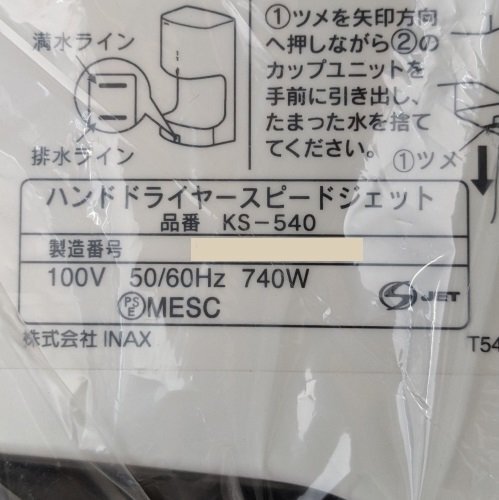 満水ライン
排水ライン
①ツメを矢印方向
へ押しながら②の
カップユニットを
手前に引き出し、
たまった水を捨て
てください。
①ツメ
ハンドドライヤースピードジェット
品番 KS-540
製造番号
100V 50/60Hz 740W
PSE MESC
S JET
株式会社 INAX
T54